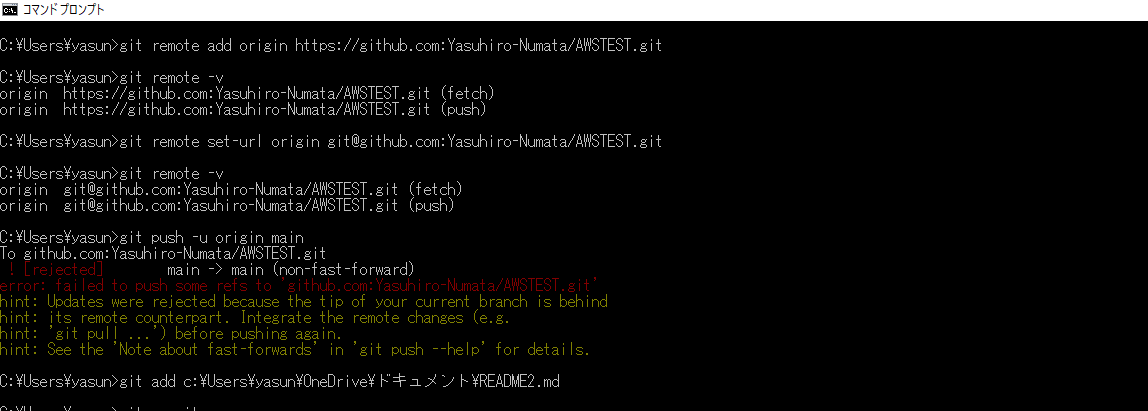 コマンド プロンプト
C:¥Users¥yasun>git remote add origin https://github.com:Yasuhiro-Numata/AWSTEST.git
C:¥Users¥yasun>git remote -v
origin  https://github.com:Yasuhiro-Numata/AWSTEST.git (fetch)
origin  https://github.com:Yasuhiro-Numata/AWSTEST.git (push)
C:¥Users¥yasun>git remote set-url origin git@github.com:Yasuhiro-Numata/AWSTEST.git
C:¥Users¥yasun>git remote -v
origin  git@github.com:Yasuhiro-Numata/AWSTEST.git (fetch)
origin  git@github.com:Yasuhiro-Numata/AWSTEST.git (push)
C:¥Users¥yasun>git push -u origin main
To github.com:Yasuhiro-Numata/AWSTEST.git
 ! [rejected]        main -> main (non-fast-forward)
error: failed to push some refs to 'github.com:Yasuhiro-Numata/AWSTEST.git'
hint: Updates were rejected because the tip of your current branch is behind
hint: its remote counterpart. Integrate the remote changes (e.g.
hint: 'git pull ...') before pushing again.
hint: See the 'Note about fast-forwards' in 'git push --help' for details.
C:¥Users¥yasun>git add c:¥Users¥yasun¥OneDrive¥ドキュメント¥README2.md